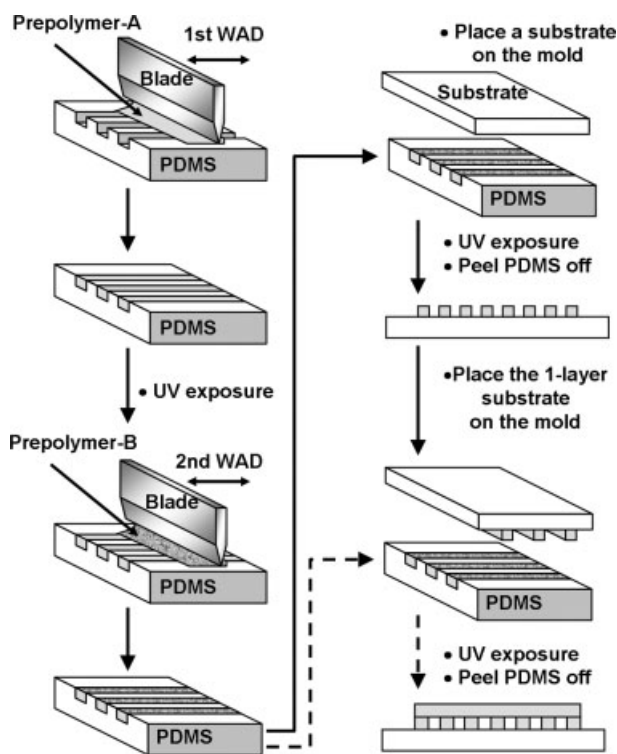 Prepolymer-A
1st WAD
Blade
PDMS
PDMS
• UV exposure
Prepolymer-B
2nd WAD
Blade
PDMS
PDMS
• Place a substrate
on the mold
Substrate
PDMS
• UV exposure
• Peel PDMS off
•Place the 1-layer
substrate
on the mold
PDMS
• UV exposure
• Peel PDMS off